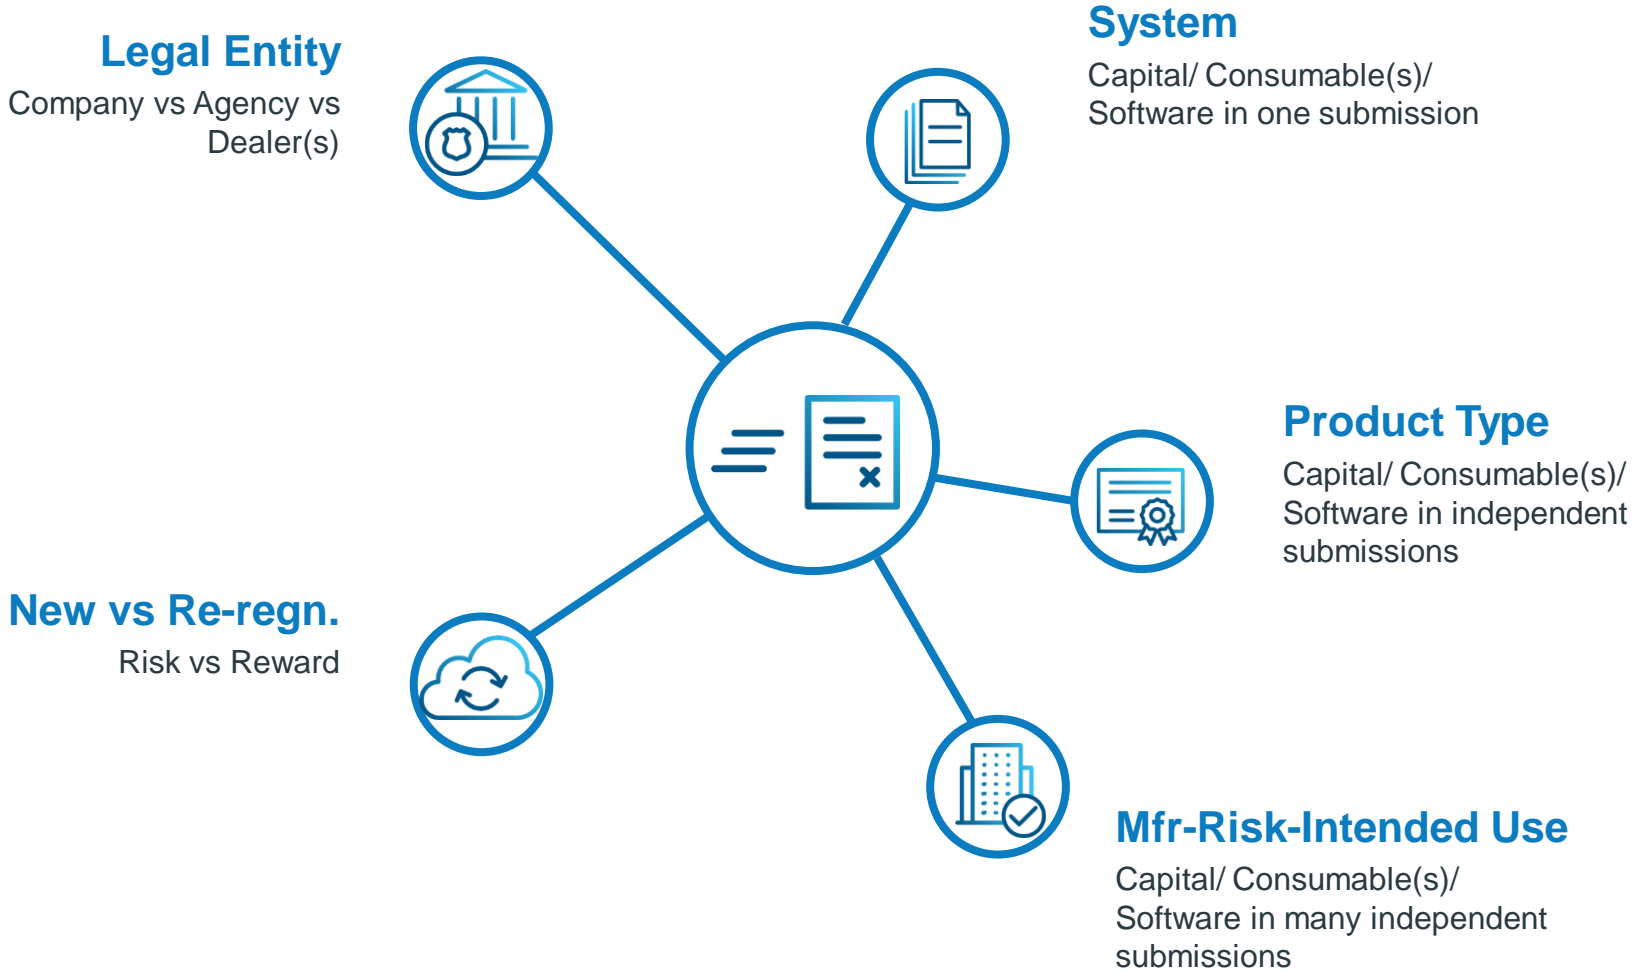 Legal Entity
Company vs Agency vs
Dealer(s)
System
Capital/ Consumable(s)/
Software in one submission
Product Type
Capital/ Consumable(s)/
Software in independent
submissions
New vs Re-regn.
Risk vs Reward
Mfr-Risk-Intended Use
Capital/ Consumable(s)/
Software in many independent
submissions